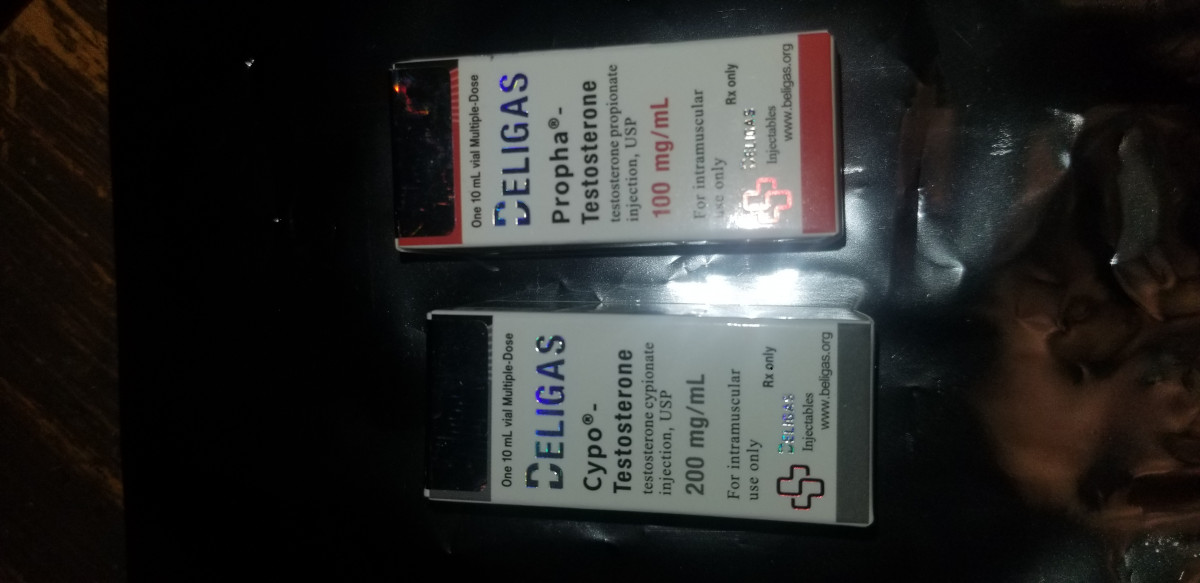 One 10 mL vial Multiple-Dose
BELIGAS
Propha®-
Testosterone
testosterone propionate
injection, USP
100 mg/mL
For intramuscular
use only
Rx only
BELIGAS
Injectables
www.beligas.org
One 10 mL vial Multiple-Dose
BELIGAS
Cypo®-
Testosterone
testosterone cypionate
injection, USP
200 mg/mL
For intramuscular
use only
Rx only
BELIGAS
Injectables
www.beligas.org